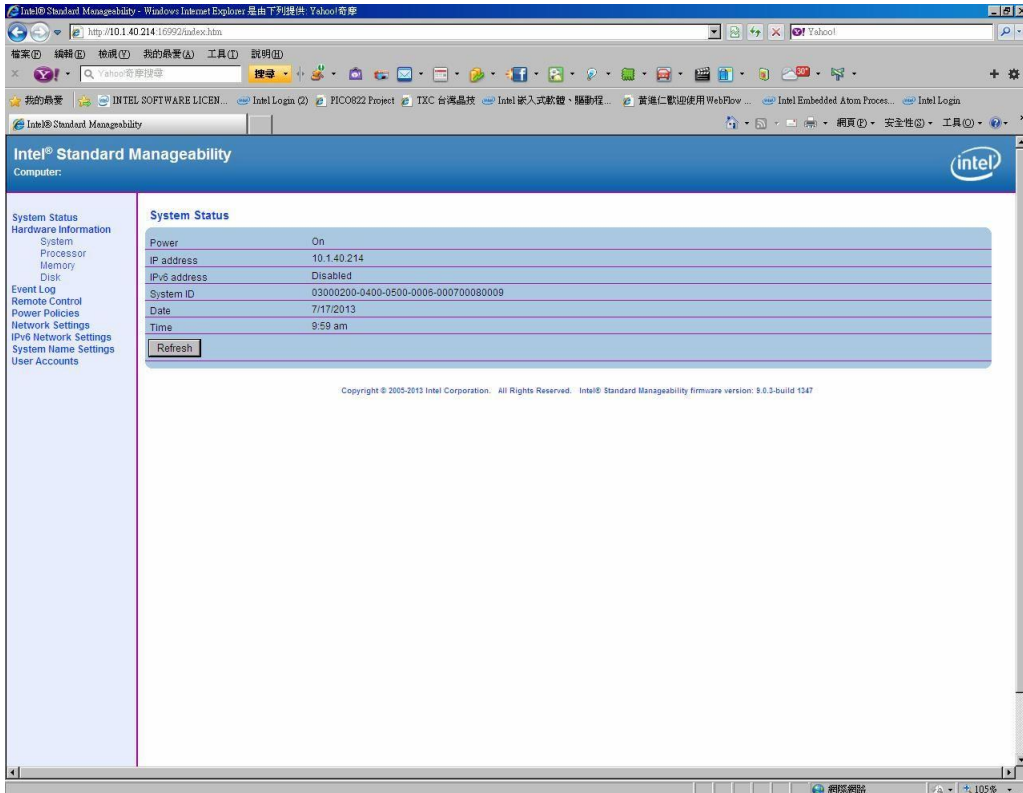 Intel® Standard Manageability - Windows Internet Explorer 是由下列提供: Yahoo!奇摩
http://10.1.40.214:16992/index.htm
Yahoo!
檔案(F) 編輯(E) 檢視(V) 我的最愛(A) 工具(T) 說明(H)
Yahoo!奇摩搜尋
搜尋
我的最愛 INTEL SOFTWARE LICEN... Intel Login (2) PICO822 Project TXC 台灣晶技 Intel 嵌入式軟體、驅動程... 黃進仁歡迎使用WebFlow ... Intel Embedded Atom Proces... Intel Login
Intel® Standard Manageability
網頁(P) 安全性(S) 工具(O)
Intel® Standard Manageability
Computer:
intel
System Status
Hardware Information
System
Processor
Memory
Disk
Event Log
Remote Control
Power Policies
Network Settings
IPv6 Network Settings
System Name Settings
User Accounts
System Status
Power On
IP address 10.1.40.214
IPv6 address Disabled
System ID 03000200-0400-0500-0006-000700080009
Date 7/17/2013
Time 9:59 am
Refresh
Copyright © 2005-2013 Intel Corporation. All Rights Reserved. Intel® Standard Manageability firmware version: 9.0.3-build 1347
網際網路
105%